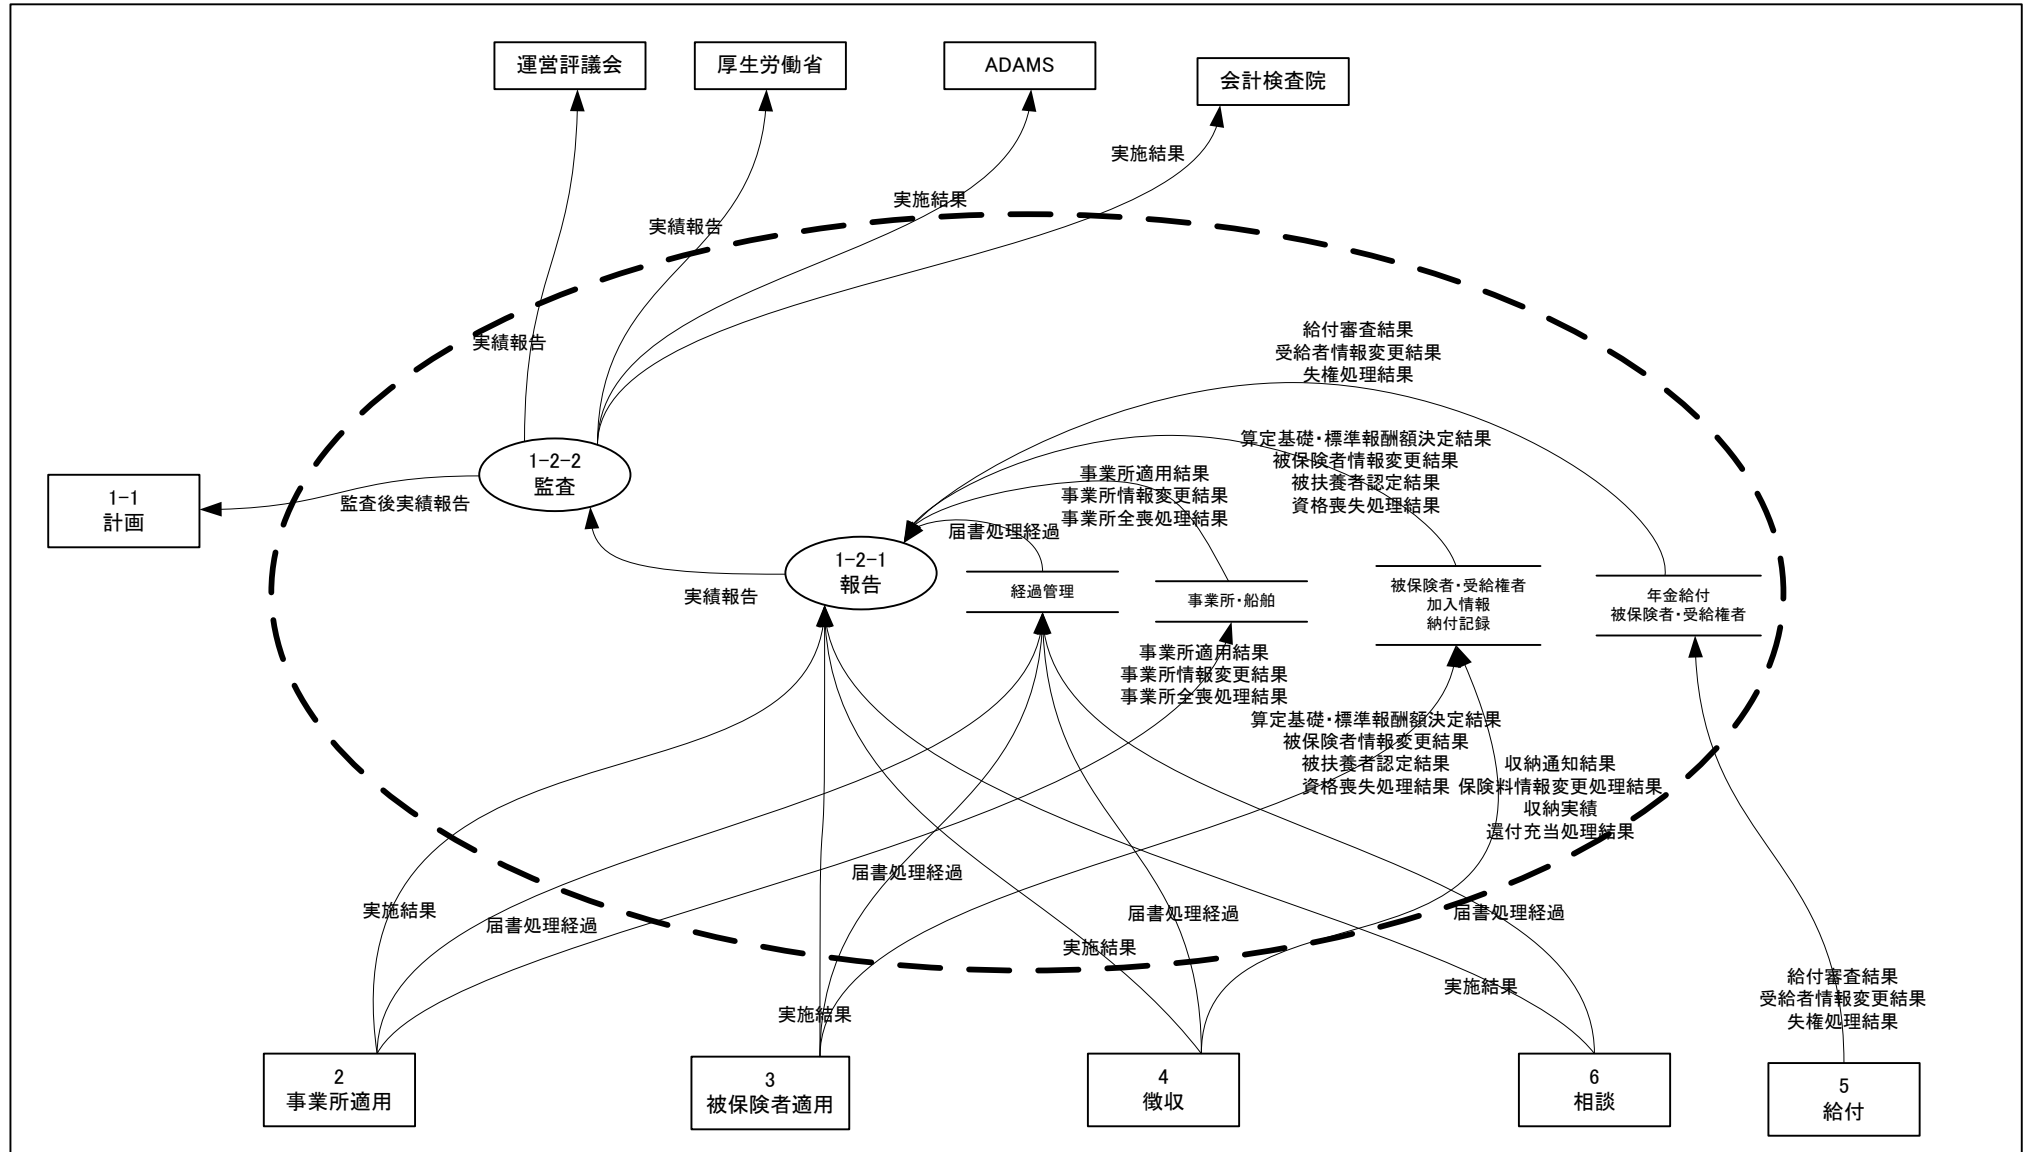 運営評議会
厚生労働省
ADAMS
会計検査院
実施結果
実施結果
実績報告
実績報告
給付審査結果
受給者情報変更結果
失権処理結果
算定基礎・標準報酬額決定結果
被保険者情報変更結果
被扶養者認定結果
資格喪失処理結果
事業所適用結果
事業所情報変更結果
事業所全喪処理結果
届書処理経過
1-2-2
監査
1-1
計画
監査後実績報告
1-2-1
報告
実績報告
経過管理
事業所・船舶
被保険者・受給権者
加入情報
納付記録
年金給付
被保険者・受給権者
事業所適用結果
事業所情報変更結果
事業所全喪処理結果
算定基礎・標準報酬額決定結果
被保険者情報変更結果
被扶養者認定結果
資格喪失処理結果
収納通知結果
保険料情報変更処理結果
収納実績
還付充当処理結果
届書処理経過
実施結果
届書処理経過
届書処理経過
届書処理経過
実施結果
実施結果
実施結果
給付審査結果
受給者情報変更結果
失権処理結果
2
事業所適用
3
被保険者適用
4
徴収
6
相談
5
給付